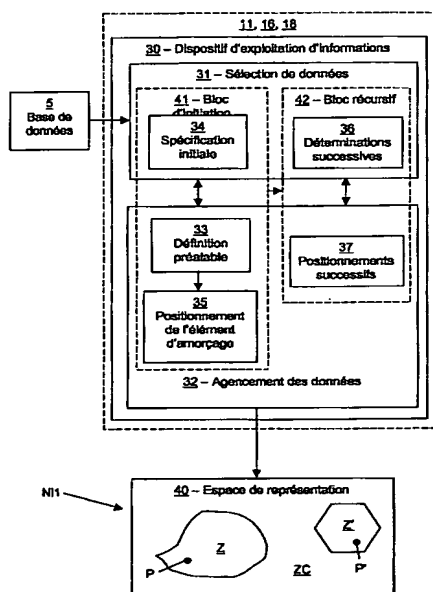 11, 16, 18
30 – Dispositif d'exploitation d'informations
31 – Sélection de données
5
Base de
données
41 – Bloc
d'initiation
34
Spécification
initiale
42 – Bloc récursif
36
Déterminations
successives
33
Définition
préalable
35
Positionnement
de l'élément
d'amorçage
37
Positionnements
successifs
32 – Agencement des données
NI1
40 – Espace de représentation
Z
P
ZC
Z'
P'